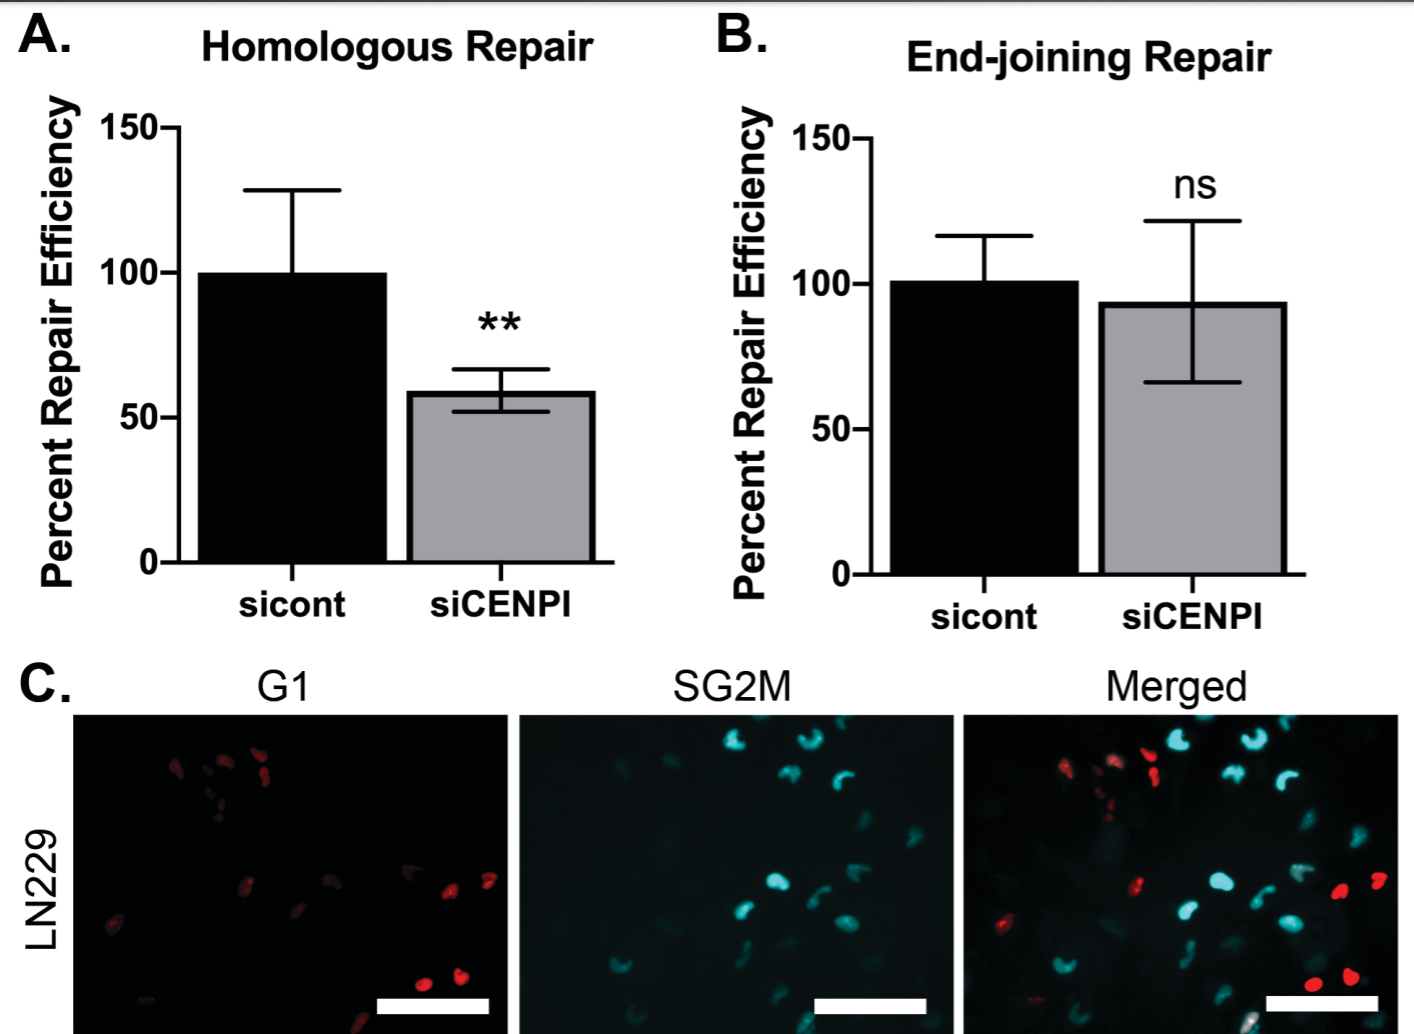 A.
Homologous Repair
Percent Repair Efficiency
150
100
50
0
**
sicont
siCENPI
B.
End-joining Repair
Percent Repair Efficiency
150
100
50
0
ns
sicont
siCENPI
C.
G1
SG2M
Merged
LN229